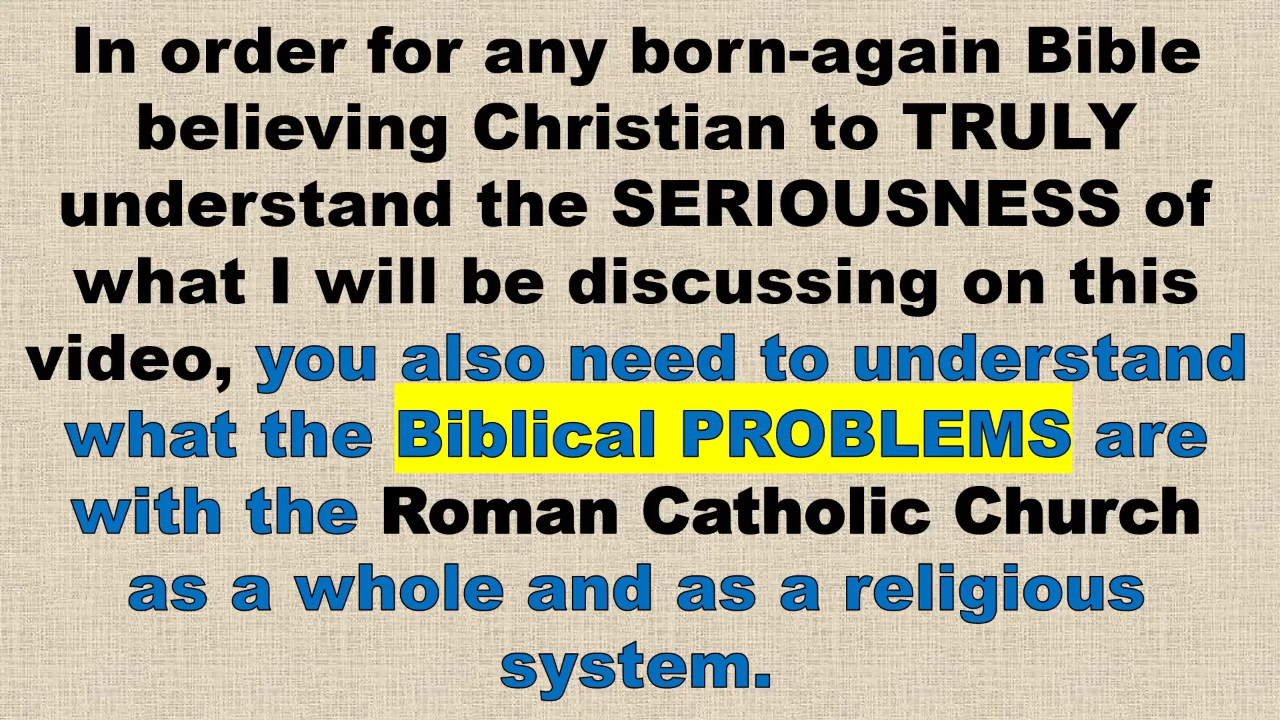 In order for any born-again Bible
believing Christian to TRULY
understand the SERIOUSNESS of
what I will be discussing on this
video, you also need to understand
what the Biblical PROBLEMS are
with the Roman Catholic Church
as a whole and as a religious
system.